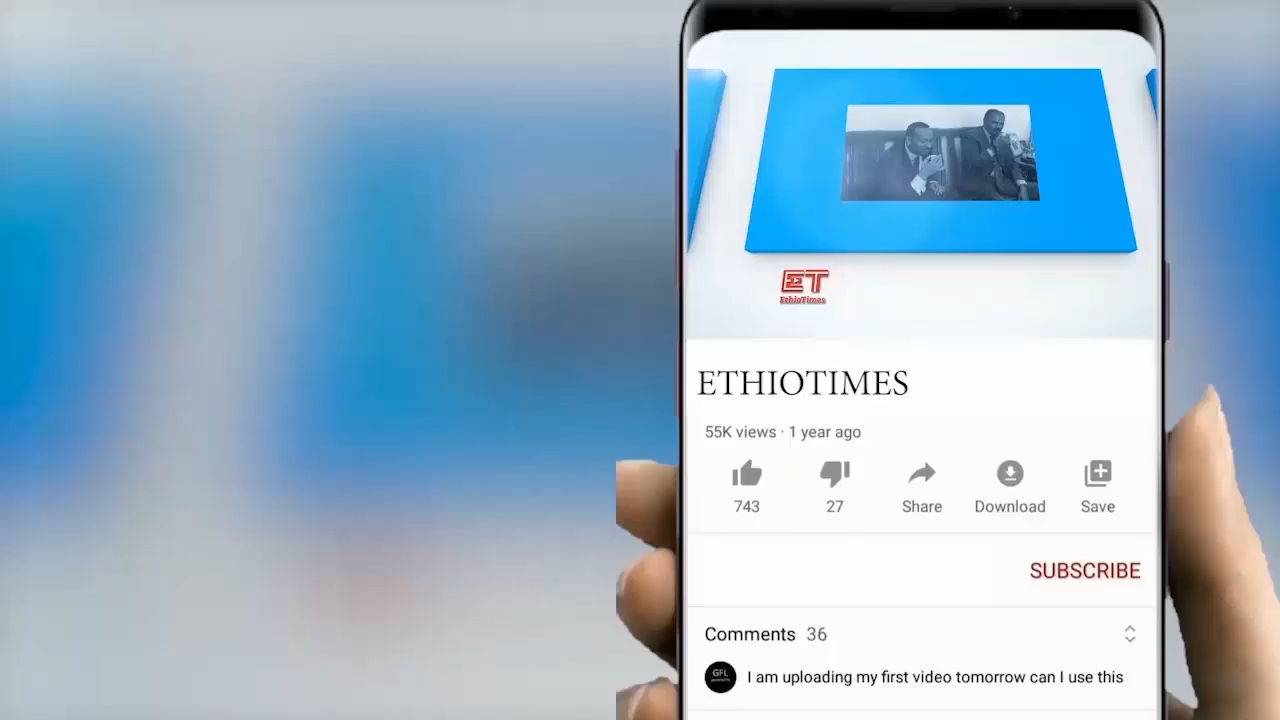 ET
EthioTimes
ETHIOTIMES
55K views · 1 year ago
743
27
Share
Download
Save
SUBSCRIBE
Comments 36
GFL
I am uploading my first video tomorrow can I use this